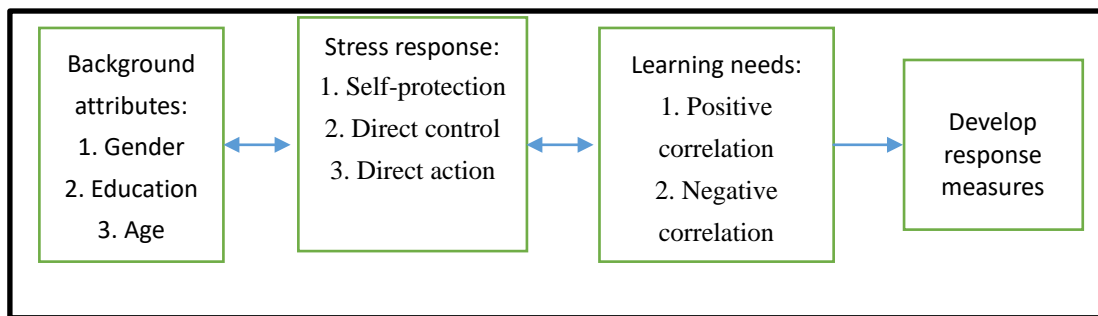 Background
attributes:
1. Gender
2. Education
3. Age
Stress response:
1. Self-protection
2. Direct control
3. Direct action
Learning needs:
1. Positive
correlation
2. Negative
correlation
Develop
response
measures